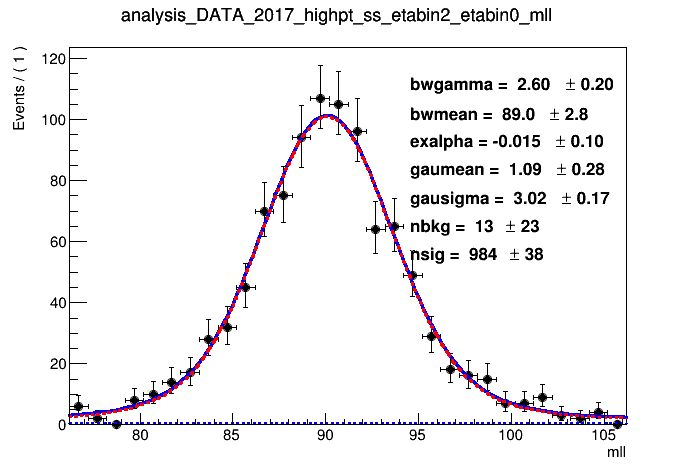 analysis_DATA_2017_highpt_ss_etabin2_etabin0_mll
Events / ( 1 )
120
100
80
60
40
20
0
bwgamma = 2.60 ± 0.20
bwmean = 89.0 ± 2.8
exalpha = -0.015 ± 0.10
gaumean = 1.09 ± 0.28
gausigma = 3.02 ± 0.17
nbkg = 13 ± 23
nsig = 984 ± 38
80 85 90 95 100 105
mll